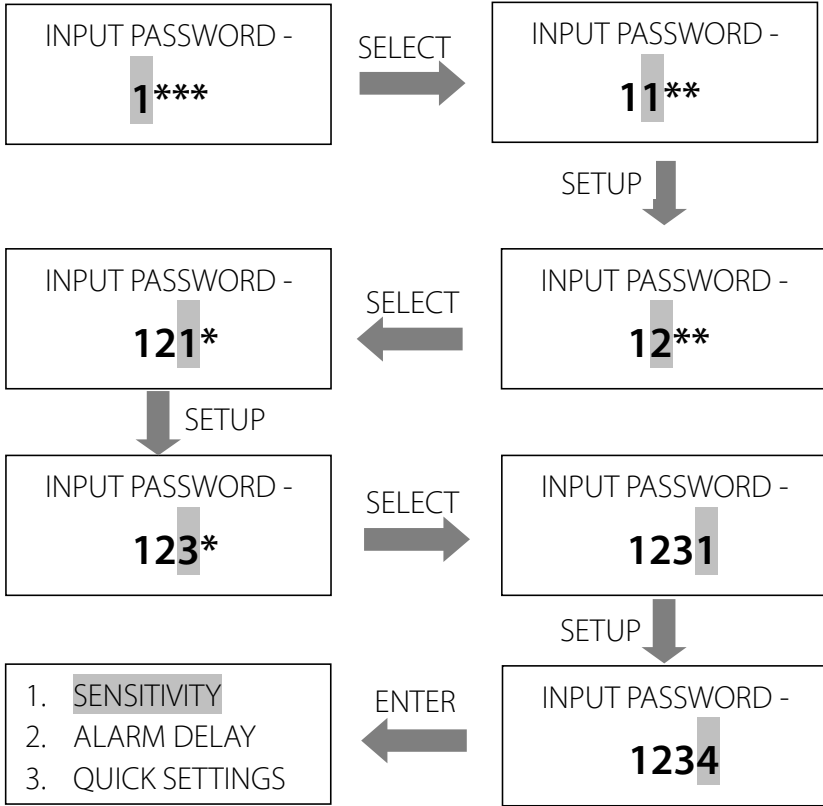 INPUT PASSWORD -
1***
SELECT
INPUT PASSWORD -
11**
SETUP
INPUT PASSWORD -
12**
SELECT
INPUT PASSWORD -
121*
SETUP
INPUT PASSWORD -
123*
SELECT
INPUT PASSWORD -
1231
SETUP
INPUT PASSWORD -
1234
ENTER
1. SENSITIVITY
2. ALARM DELAY
3. QUICK SETTINGS